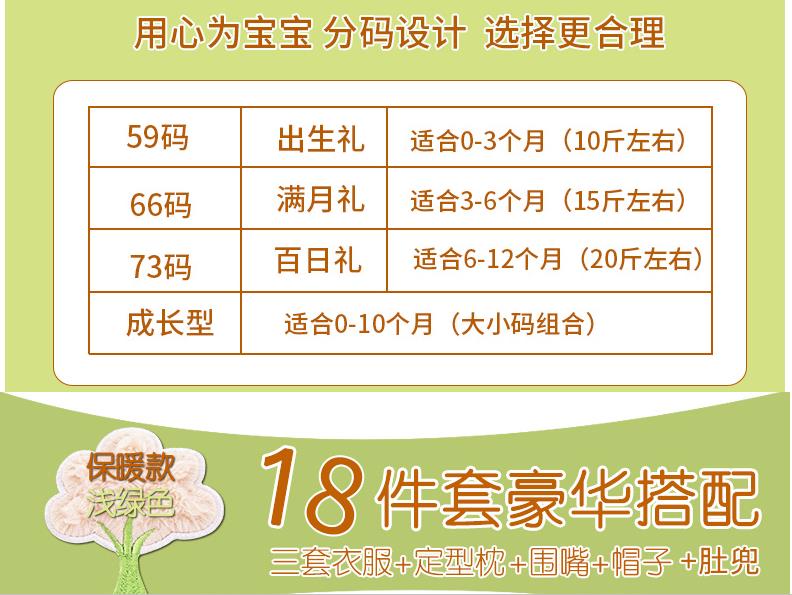 用心为宝宝 分码设计 选择更合理
59码 出生礼 适合0-3个月（10斤左右）
66码 满月礼 适合3-6个月（15斤左右）
73码 百日礼 适合6-12个月（20斤左右）
成长型 适合0-10个月（大小码组合）
保暖款
浅绿色
18件套豪华搭配
三套衣服+定型枕+围嘴+帽子+肚兜